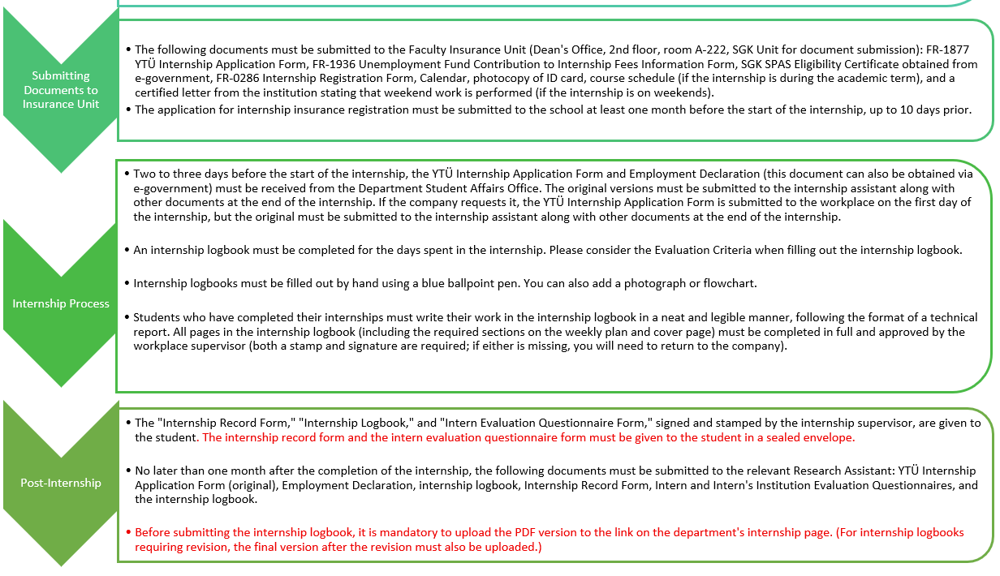 Submitting
Documents to
Insurance Unit
• The following documents must be submitted to the Faculty Insurance Unit (Dean's Office, 2nd floor, room A-222, SGK Unit for document submission): FR-1877
YTÜ Internship Application Form, FR-1936 Unemployment Fund Contribution to Internship Fees Information Form, SGK SPAS Eligibility Certificate obtained from
e-government, FR-0286 Internship Registration Form, Calendar, photocopy of ID card, course schedule (if the internship is during the academic term), and a
certified letter from the institution stating that weekend work is performed (if the internship is on weekends).
• The application for internship insurance registration must be submitted to the school at least one month before the start of the internship, up to 10 days prior.
Internship Process
• Two to three days before the start of the internship, the YTÜ Internship Application Form and Employment Declaration (this document can also be obtained via
e-government) must be received from the Department Student Affairs Office. The original versions must be submitted to the internship assistant along with
other documents at the end of the internship. If the company requests it, the YTÜ Internship Application Form is submitted to the workplace on the first day of
the internship, but the original must be submitted to the internship assistant along with other documents at the end of the internship.
• An internship logbook must be completed for the days spent in the internship. Please consider the Evaluation Criteria when filling out the internship logbook.
• Internship logbooks must be filled out by hand using a blue ballpoint pen. You can also add a photograph or flowchart.
• Students who have completed their internships must write their work in the internship logbook in a neat and legible manner, following the format of a technical
report. All pages in the internship logbook (including the required sections on the weekly plan and cover page) must be completed in full and approved by the
workplace supervisor (both a stamp and signature are required; if either is missing, you will need to return to the company).
Post-Internship
• The "Internship Record Form," "Internship Logbook," and "Intern Evaluation Questionnaire Form," signed and stamped by the internship supervisor, are given to
the student. The internship record form and the intern evaluation questionnaire form must be given to the student in a sealed envelope.
• No later than one month after the completion of the internship, the following documents must be submitted to the relevant Research Assistant: YTÜ Internship
Application Form (original), Employment Declaration, internship logbook, Internship Record Form, Intern and Intern's Institution Evaluation Questionnaires, and
the internship logbook.
• Before submitting the internship logbook, it is mandatory to upload the PDF version to the link on the department's internship page. (For internship logbooks
requiring revision, the final version after the revision must also be uploaded.)